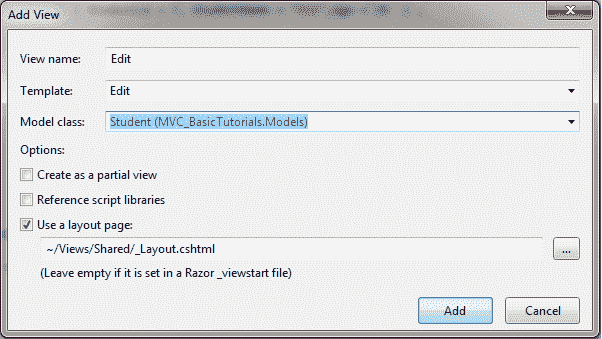 Add View
View name: Edit
Template: Edit
Model class: Student (MVC_BasicTutorials.Models)
Options:
Create as a partial view
Reference script libraries
Use a layout page:
~/Views/Shared/_Layout.cshtml ...
(Leave empty if it is set in a Razor _viewstart file)
Add Cancel